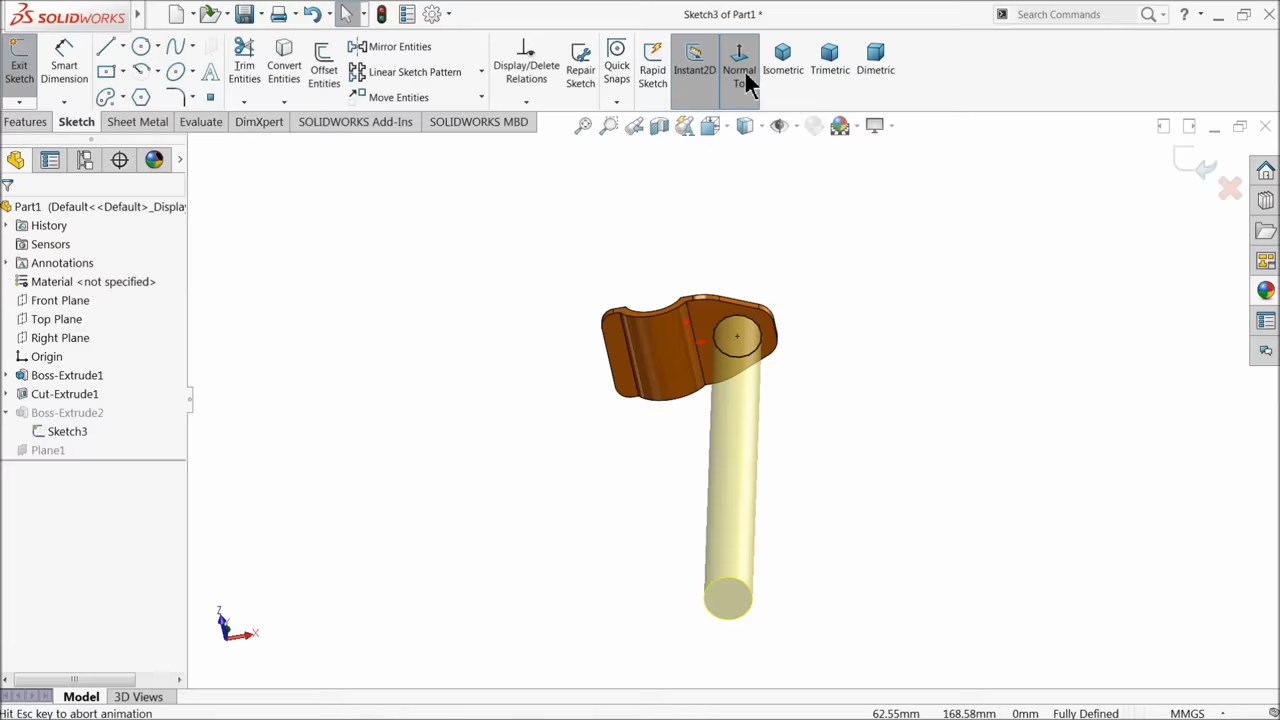 SOLIDWORKS
Sketch3 of Part1 *
Search Commands
?
Exit Sketch
Smart Dimension
Trim Entities
Convert Entities
Offset Entities
Mirror Entities
Linear Sketch Pattern
Move Entities
Display/Delete Relations
Repair Sketch
Quick Snaps
Rapid Sketch
Instant2D
Normal To
Isometric
Trimetric
Dimetric
Features
Sketch
Sheet Metal
Evaluate
DimXpert
SOLIDWORKS Add-Ins
SOLIDWORKS MBD
Part1 (Default<<Default>_Display
History
Sensors
Annotations
Material <not specified>
Front Plane
Top Plane
Right Plane
Origin
Boss-Extrude1
Cut-Extrude1
Boss-Extrude2
Sketch3
Plane1
Z
X
Model
3D Views
Hit Esc key to abort animation
62.55mm
168.58mm
0mm
Fully Defined
MMGS